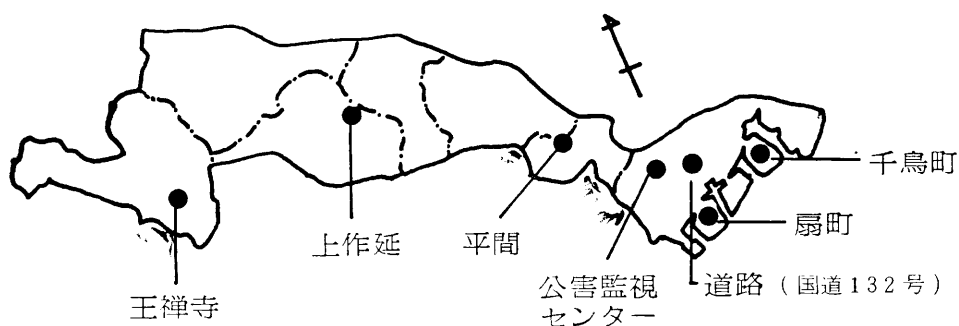 千鳥町
扇町
上作延
平間
公害監視
センター
道路（国道132号）
王禅寺